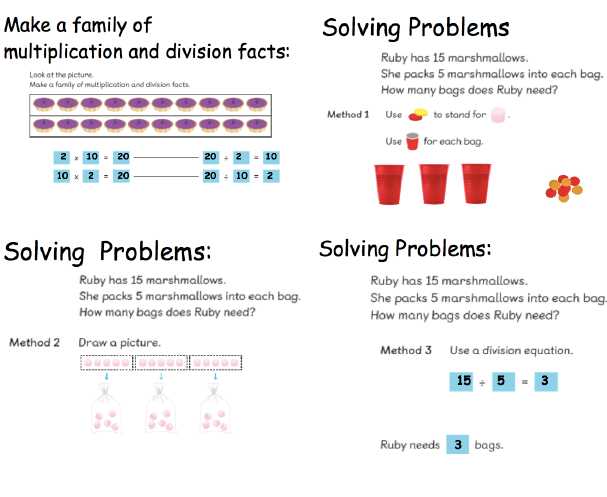 Make a family of
multiplication and division facts:
Look at the picture.
Make a family of multiplication and division facts.
2 x 10 = 20 20 ÷ 2 = 10
10 x 2 = 20 20 ÷ 10 = 2
Solving Problems
Ruby has 15 marshmallows.
She packs 5 marshmallows into each bag.
How many bags does Ruby need?
Method 1 Use to stand for .
Use for each bag.
Solving Problems:
Ruby has 15 marshmallows.
She packs 5 marshmallows into each bag.
How many bags does Ruby need?
Method 2 Draw a picture.
Solving Problems:
Ruby has 15 marshmallows.
She packs 5 marshmallows into each bag.
How many bags does Ruby need?
Method 3 Use a division equation.
15 ÷ 5 = 3
Ruby needs 3 bags.